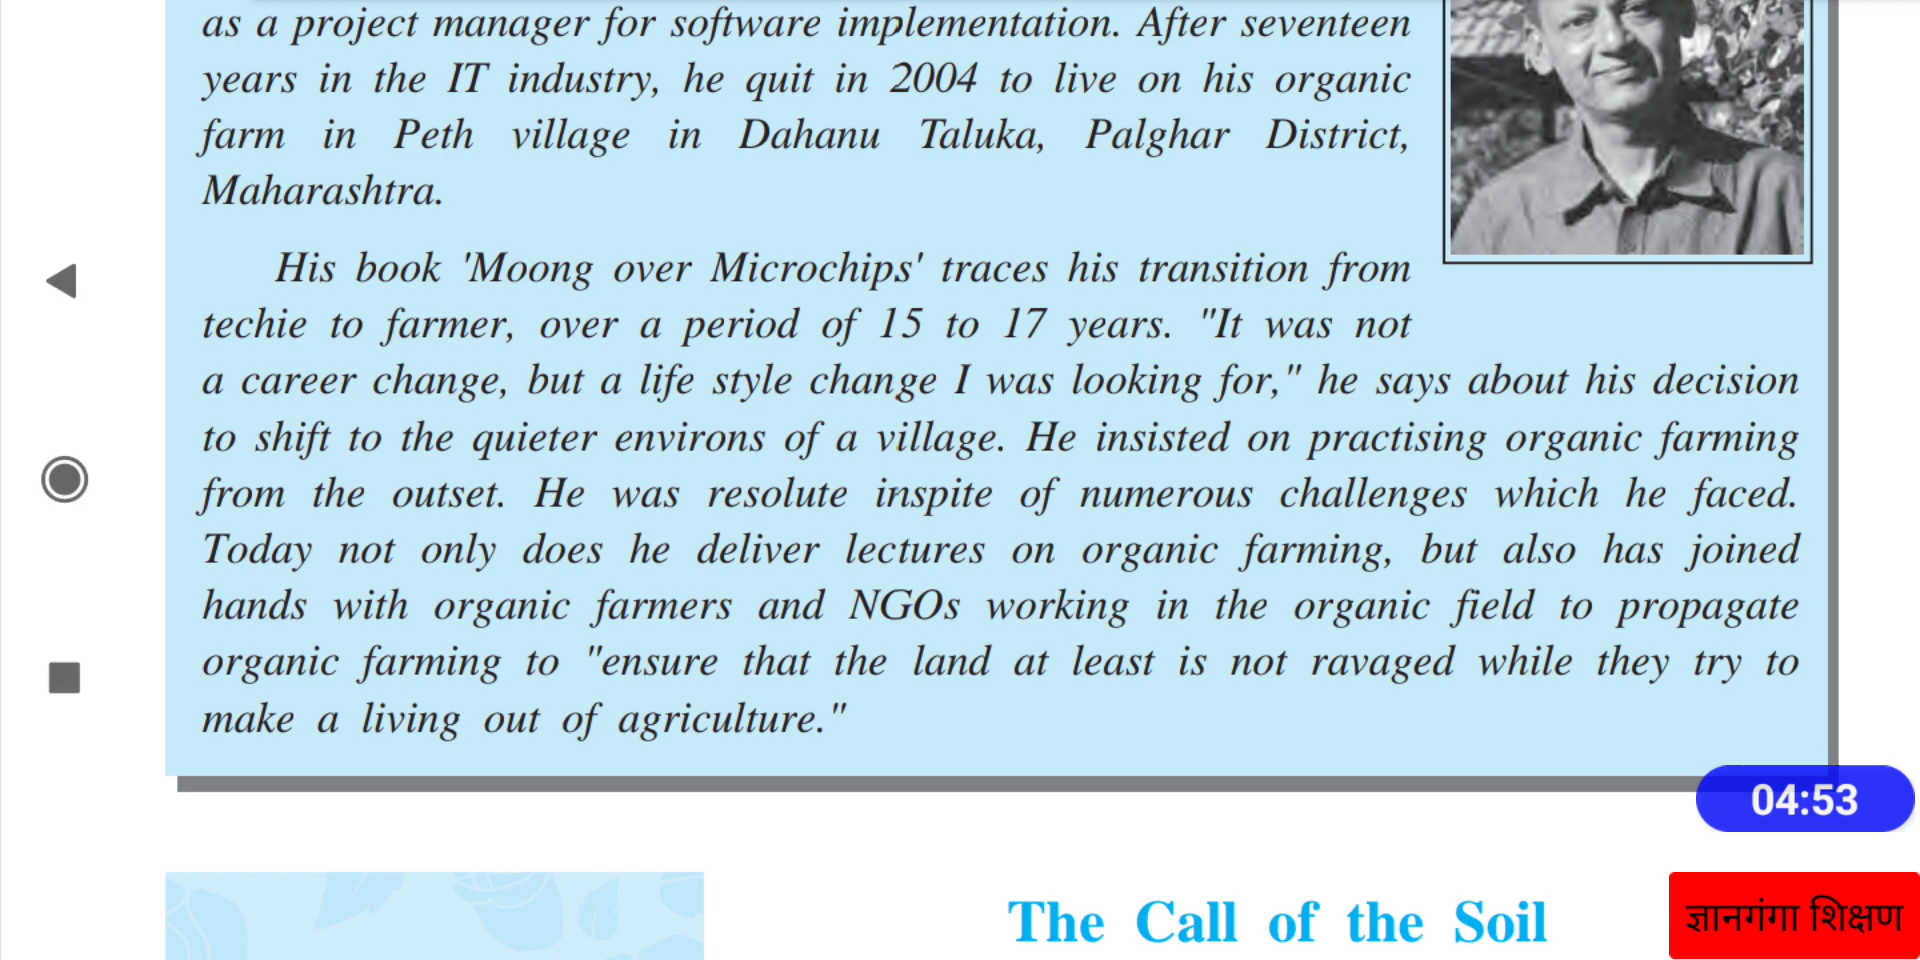 as a project manager for software implementation. After seventeen
years in the IT industry, he quit in 2004 to live on his organic
farm in Peth village in Dahanu Taluka, Palghar District,
Maharashtra.
His book 'Moong over Microchips' traces his transition from
techie to farmer, over a period of 15 to 17 years. "It was not
a career change, but a life style change I was looking for," he says about his decision
to shift to the quieter environs of a village. He insisted on practising organic farming
from the outset. He was resolute inspite of numerous challenges which he faced.
Today not only does he deliver lectures on organic farming, but also has joined
hands with organic farmers and NGOs working in the organic field to propagate
organic farming to "ensure that the land at least is not ravaged while they try to
make a living out of agriculture."
04:53
The Call of the Soil
ज्ञानगंगा शिक्षण